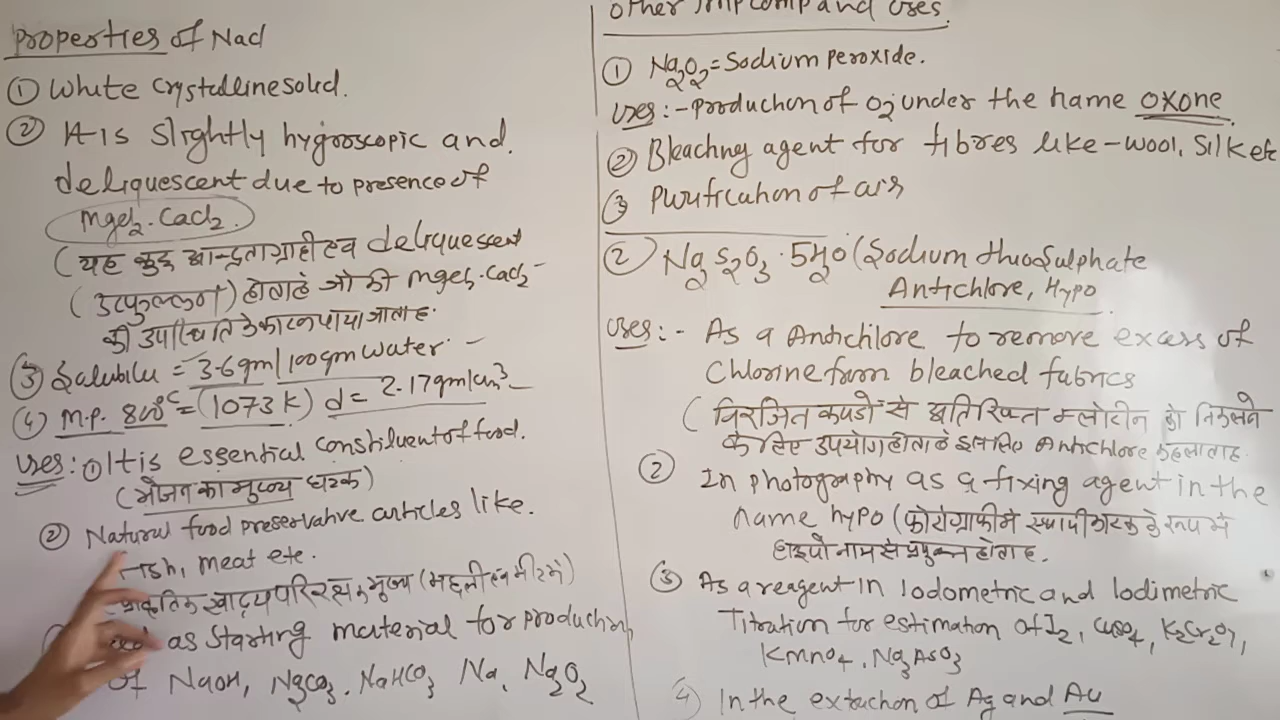 Properties of Nacl
① White Crystalline solid.
② It is slightly hygroscopic and.
deliquescent due to presence of
Mgcl₂. Cacl₂.
(यह कुछ आद्रताग्राही एवं deliquescent
(उत्फुल्लन) होता है जो की Mgcl₂.Cacl₂
की उपस्थिति के कारण पाया जाता है.
③ = 3.6gm/100gm water.
④ M.P. 800°C = (1073 K) d = 2.17gm/cm³
Uses: ① It is essential constituent of food.
(भोजन का मुख्य घटक)
② Natural food preservative articles like.
Fish, meat etc.
खाद्य परिरक्षक मुख्य (मछली एवं मीट में)
as starting material for production
of NaOH, Na₂CO₃. NaHCO₃ Na, Na₂O₂
Other Imp comp and Uses.
① Na₂O₂ = Sodium peroxide.
Uses:- Production of O₂ under the name OXONE.
② Bleaching agent for fibres like - wool, Silk etc
③ Purification of air
② Na₂S₂O₃.5H₂O (Sodium thiosulphate
Antichlore, Hypo
Uses:- As a Antichlore to remove excess of
Chlorine from bleached fabrics
(विरंजित कपडो से अतिरिक्त क्लोरीन को निकालने
के लिए उपयोग होता है इसलिए Antichlore कहलाता है.
② In photography as a fixing agent in the
name hypo (फोटोग्राफी में स्थायीकारक के रूप में
हाइपो नाम से प्रयुक्त होता है.
③ As a reagent in Iodometric and Iodimetric
Titration for estimation of I₂, CuSO₄, K₂Cr₂O₇,
KMnO₄, Na₃AsO₃
④ In the extraction of Ag and Au